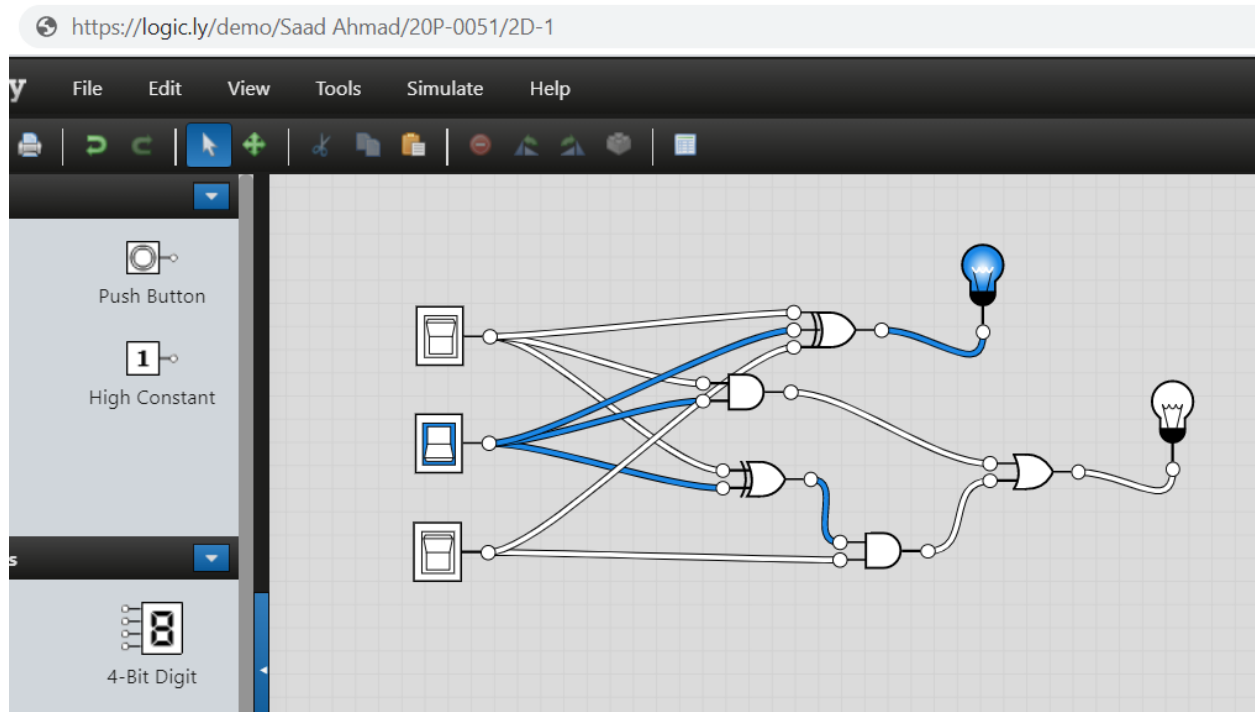 https://logic.ly/demo/Saad Ahmad/20P-0051/2D-1
y File Edit View Tools Simulate Help
Push Button
1
High Constant
s
8
4-Bit Digit